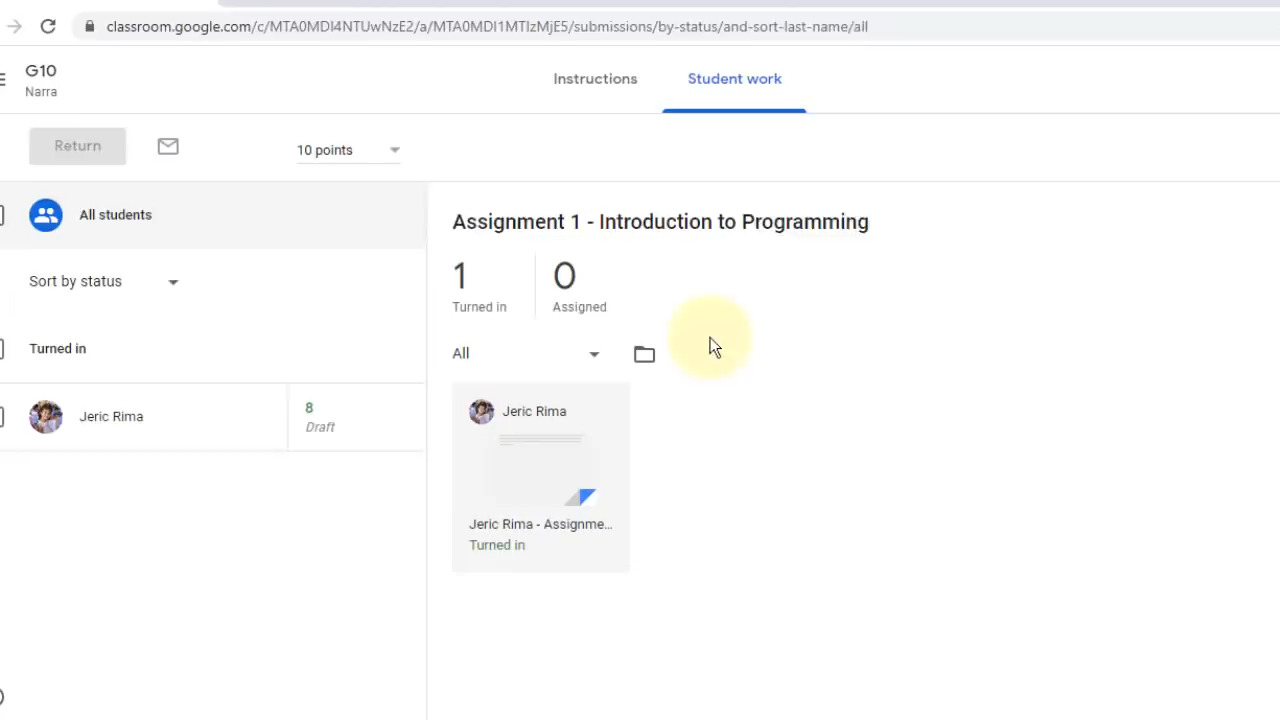 classroom.google.com/c/MTA0MDI4NTUwNzE2/a/MTA0MDI1MTIzMjE5/submissions/by-status/and-sort-last-name/all
G10
Narra
Instructions
Student work
Return
10 points
All students
Assignment 1 - Introduction to Programming
1
0
Turned in
Assigned
Sort by status
Turned in
All
Jeric Rima
8
Draft
Jeric Rima
Jeric Rima - Assignme...
Turned in